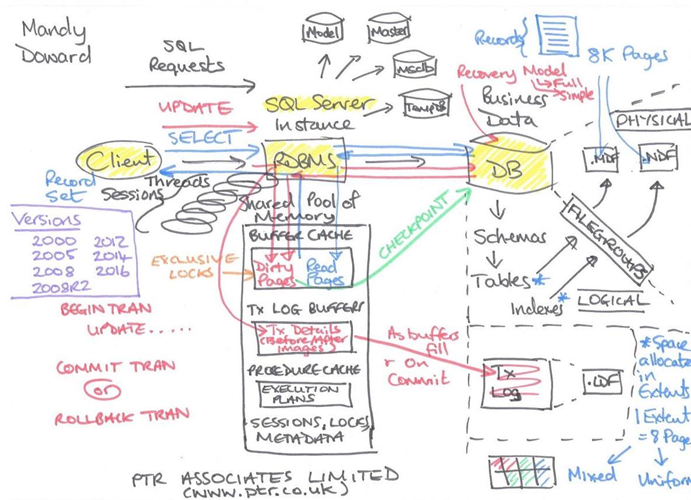 Mandy
Doward
SQL
Requests
UPDATE
SELECT
Client
Record
Set
Sessions
Threads
Versions
2000 2012
2005 2014
2008 2016
2008R2
BEGIN TRAN
UPDATE.....
COMMIT TRAN
OR
ROLLBACK TRAN
Model
Master
Msdb
TempDB
SQL Server
Instance
RDBMS
Shared Pool of
Memory
BUFFER CACHE
EXCLUSIVE
LOCKS
Dirty
Pages
Read
Pages
TX LOG BUFFERS
Tx Details
(Before/After
images)
PROCEDURE CACHE
EXECUTION
PLANS
SESSIONS, LOCKS,
METADATA
CHECKPOINT
As buffers
fill
r On
Commit
Records
8K Pages
Recovery Model
Full
Simple
Business
Data
DB
PHYSICAL
.MDF
.NDF
FILEGROUPS
Schemas
Tables*
Indexes*
LOGICAL
Tx
Log
.LDF
*Space
allocate
in
Extents
1 Extent
= 8 Page
Mixed
Uniform
PTR ASSOCIATES LIMITED
(www.ptr.co.uk)